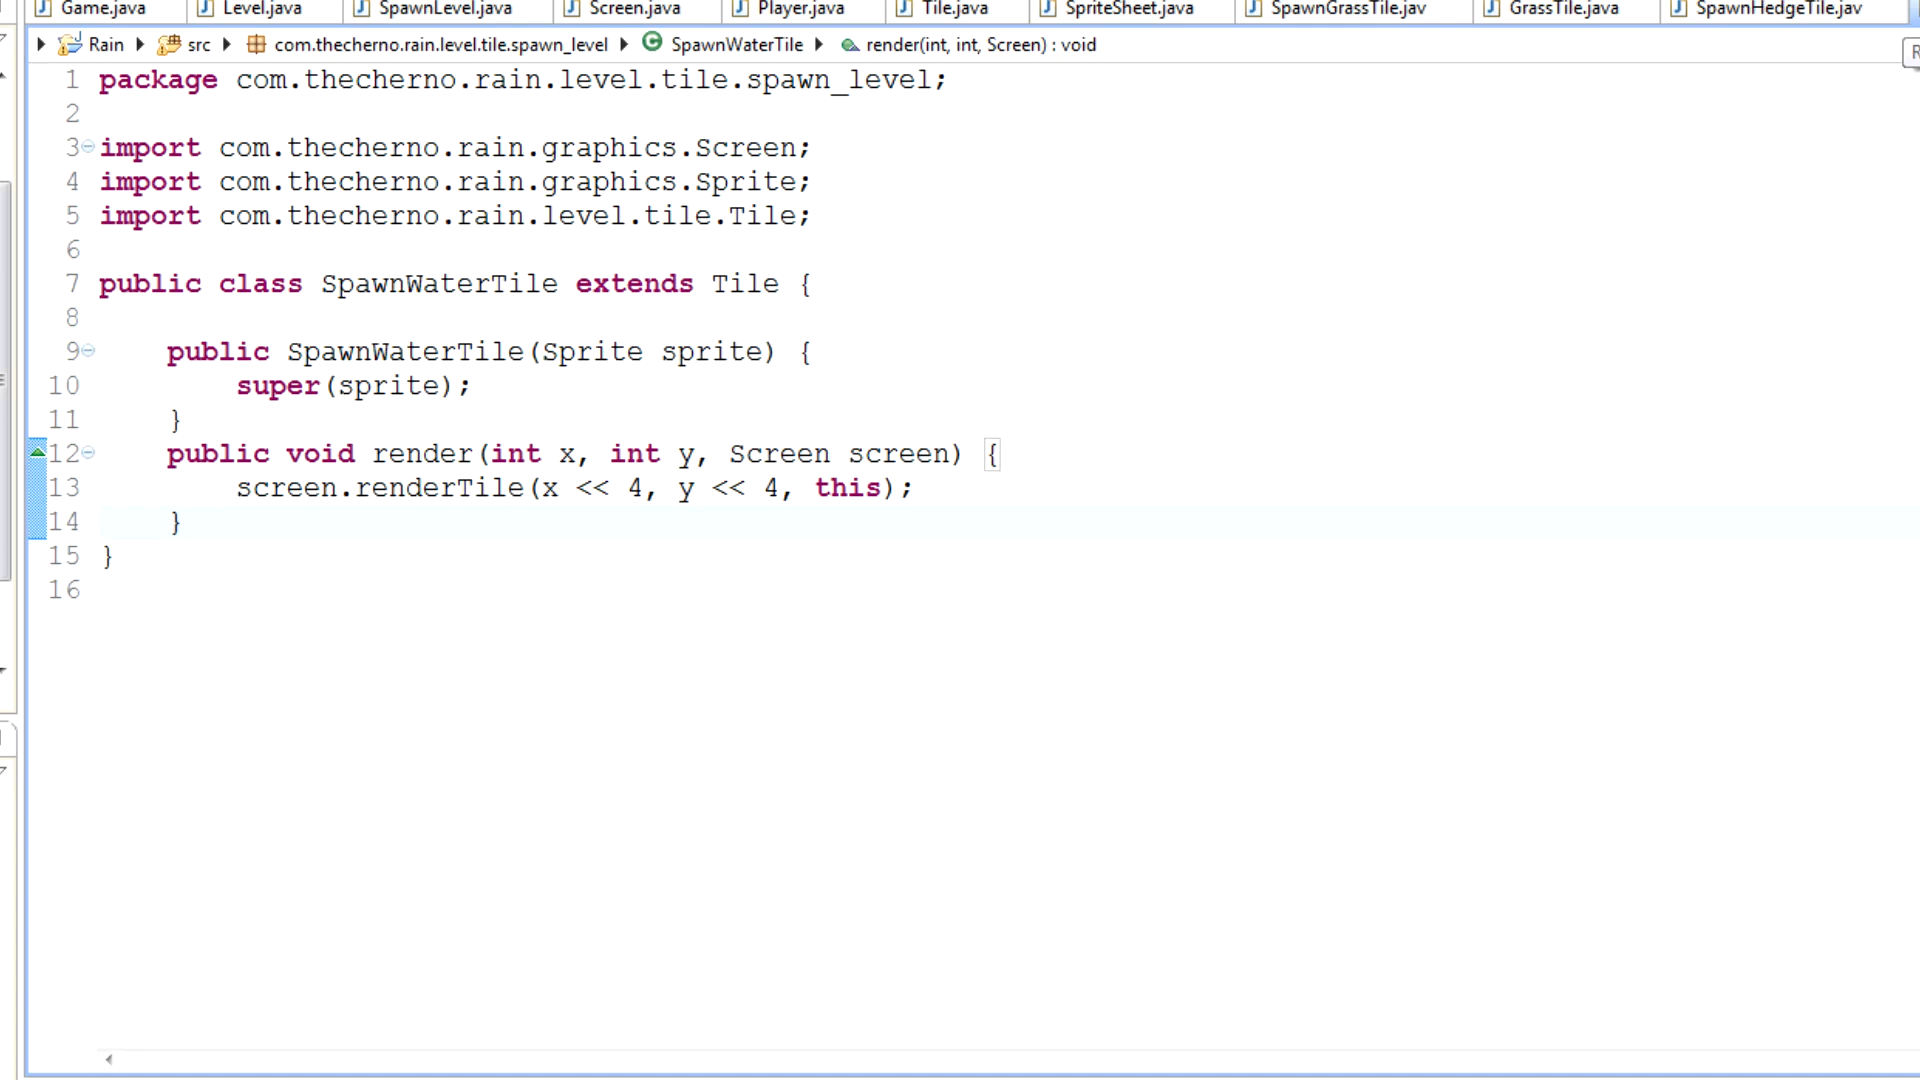 Game.java Level.java SpawnLevel.java Screen.java Player.java Tile.java SpriteSheet.java SpawnGrassTile.jav GrassTile.java SpawnHedgeTile.jav
Rain src com.thecherno.rain.level.tile.spawn_level SpawnWaterTile render(int, int, Screen) : void
1 package com.thecherno.rain.level.tile.spawn_level;
2
3 import com.thecherno.rain.graphics.Screen;
4 import com.thecherno.rain.graphics.Sprite;
5 import com.thecherno.rain.level.tile.Tile;
6
7 public class SpawnWaterTile extends Tile {
8
9 public SpawnWaterTile(Sprite sprite) {
10 super(sprite);
11 }
12 public void render(int x, int y, Screen screen) {
13 screen.renderTile(x << 4, y << 4, this);
14 }
15 }
16